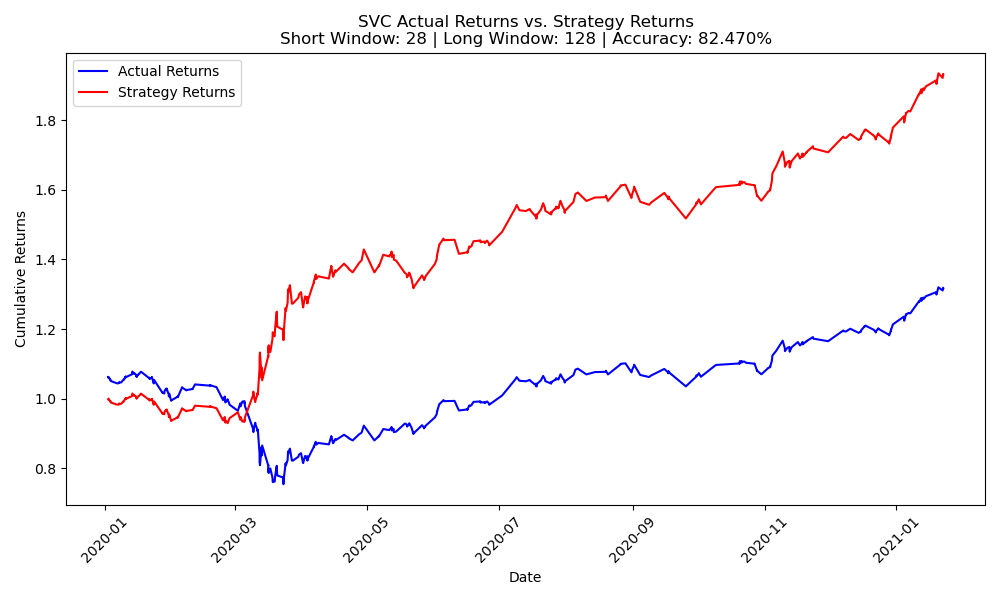 SVC Actual Returns vs. Strategy Returns
Short Window: 28 | Long Window: 128 | Accuracy: 82.470%
Actual Returns
Strategy Returns
Cumulative Returns
1.8
1.6
1.4
1.2
1.0
0.8
2020-01
2020-03
2020-05
2020-07
2020-09
2020-11
2021-01
Date